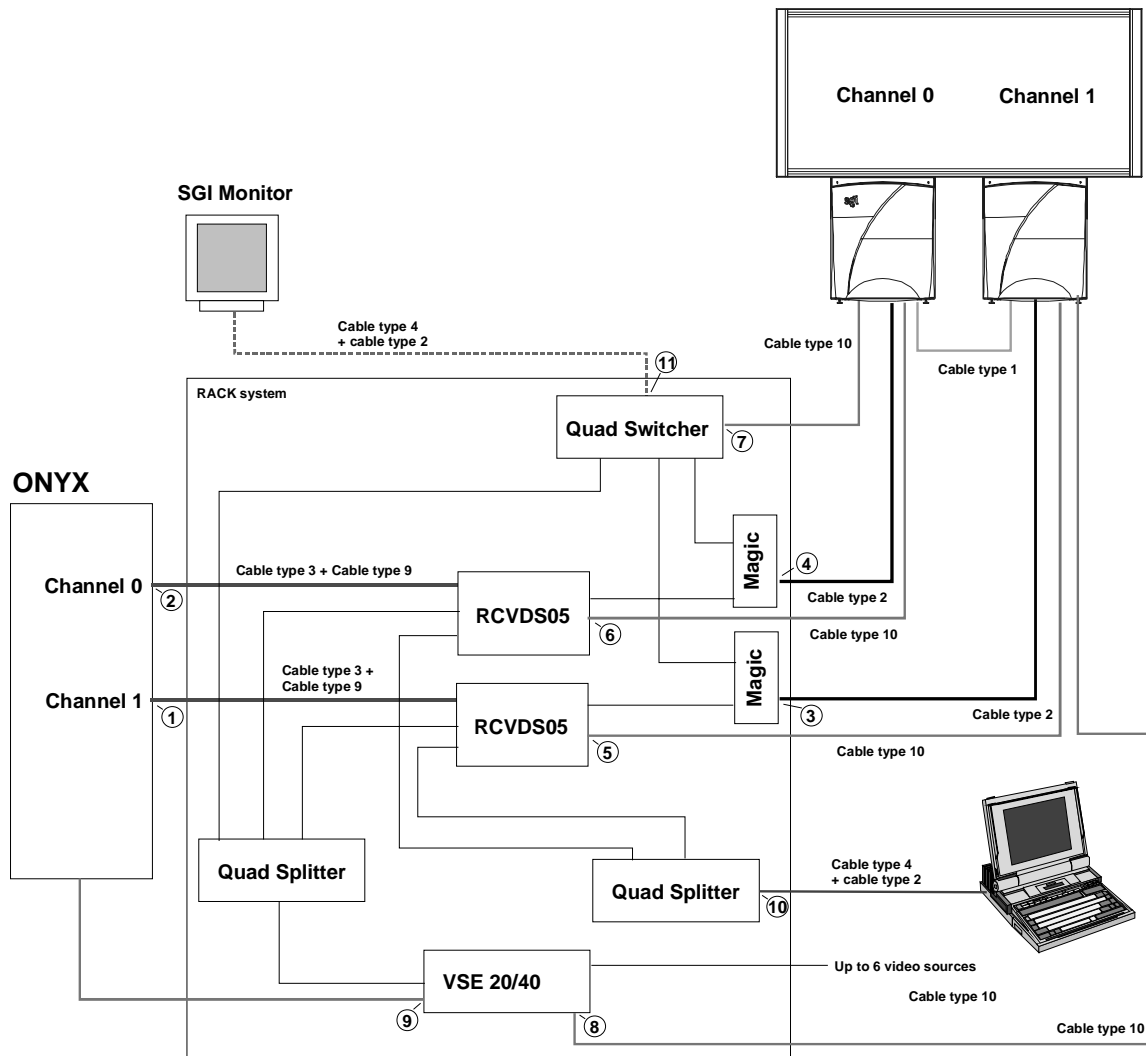 Channel 0
Channel 1
sgi
SGI Monitor
Cable type 4
+ cable type 2
Cable type 10
Cable type 1
11
RACK system
Quad Switcher
7
ONYX
Magic
4
Channel 0
Cable type 3 + Cable type 9
2
Cable type 2
RCVDS05
6
Cable type 10
Magic
Cable type 3 +
Cable type 9
Channel 1
1
3
Cable type 2
RCVDS05
5
Cable type 10
Quad Splitter
Cable type 4
+ cable type 2
Quad Splitter
10
VSE 20/40
Up to 6 video sources
Cable type 10
9
8
Cable type 10